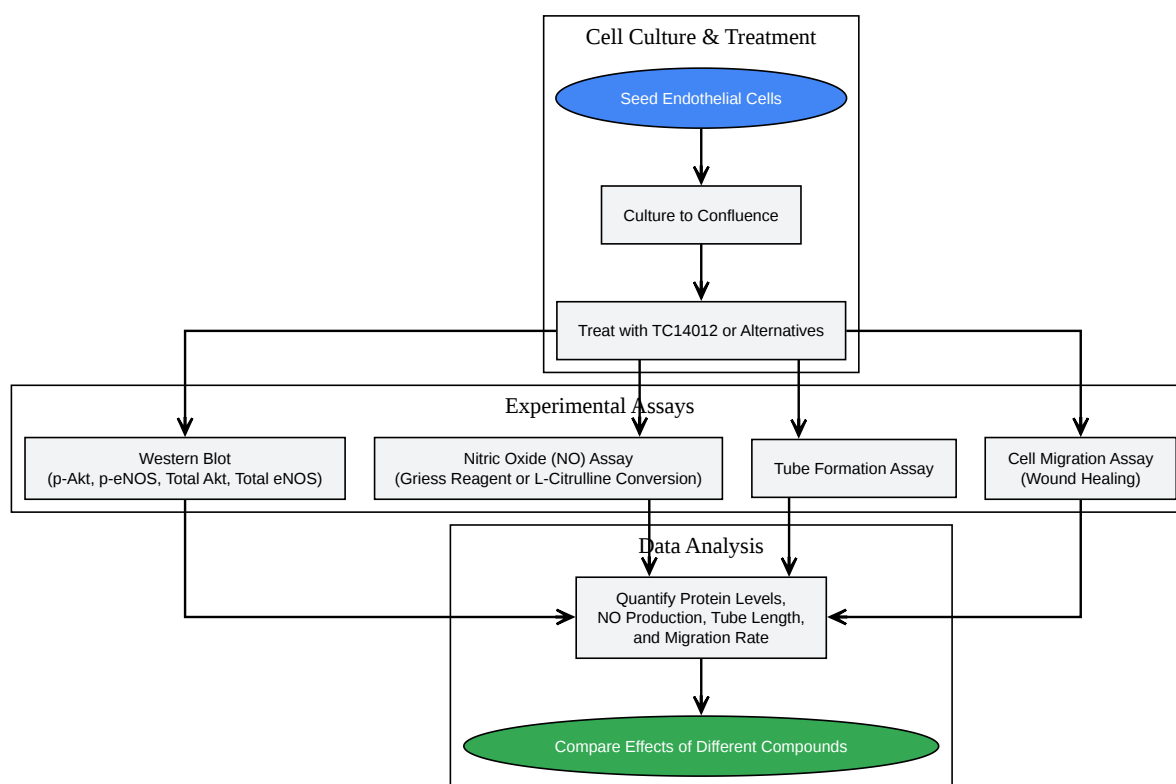 Cell Culture & Treatment
Seed Endothelial Cells
Culture to Confluence
Treat with TC14012 or Alternatives
Experimental Assays
Western Blot
(p-Akt, p-eNOS, Total Akt, Total eNOS)
Nitric Oxide (NO) Assay
(Griess Reagent or L-Citrulline Conversion)
Tube Formation Assay
Cell Migration Assay
(Wound Healing)
Data Analysis
Quantify Protein Levels,
NO Production, Tube Length,
and Migration Rate
Compare Effects of Different Compounds